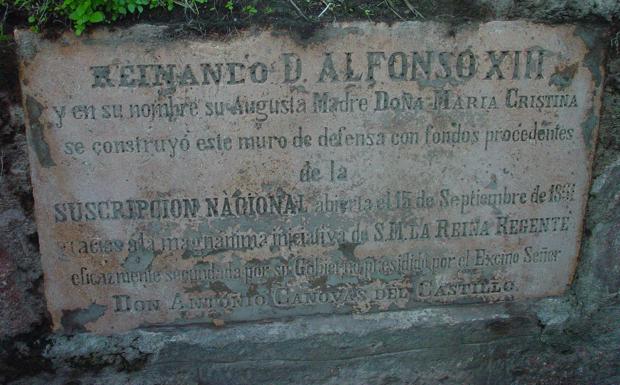 REINANDO D. ALFONSO XIII
y en su nombre su Augusta Madre DOÑA MARIA CRISTINA
se construyó este muro de defensa con fondos procedentes
de la
SUSCRIPCION NACIONAL abierta el 15 de Septiembre de 1891
gracias a la magnanima iniciativa de S.M. LA REINA REGENTE
eficazmente secundada por su Gobierno presidido por el Excmo Señor
DON ANTONIO CANOVAS DEL CASTILLO